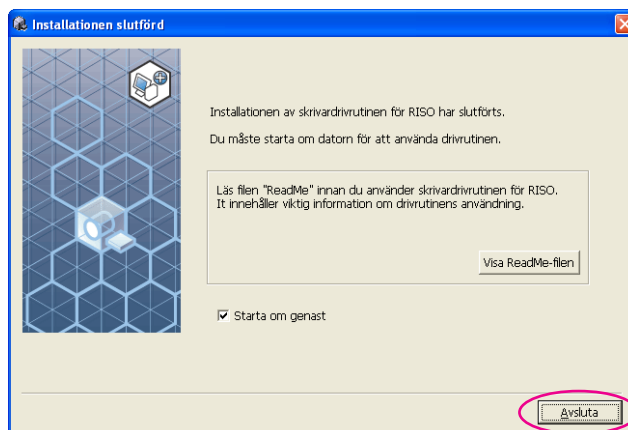 Installationen slutförd
Installationen av skrivardrivrutinen för RISO har slutförts.
Du måste starta om datorn för att använda drivrutinen.
Läs filen "ReadMe" innan du använder skrivardrivrutinen för RISO.
It innehåller viktig information om drivrutinens användning.
Visa ReadMe-filen
Starta om genast
Avsluta